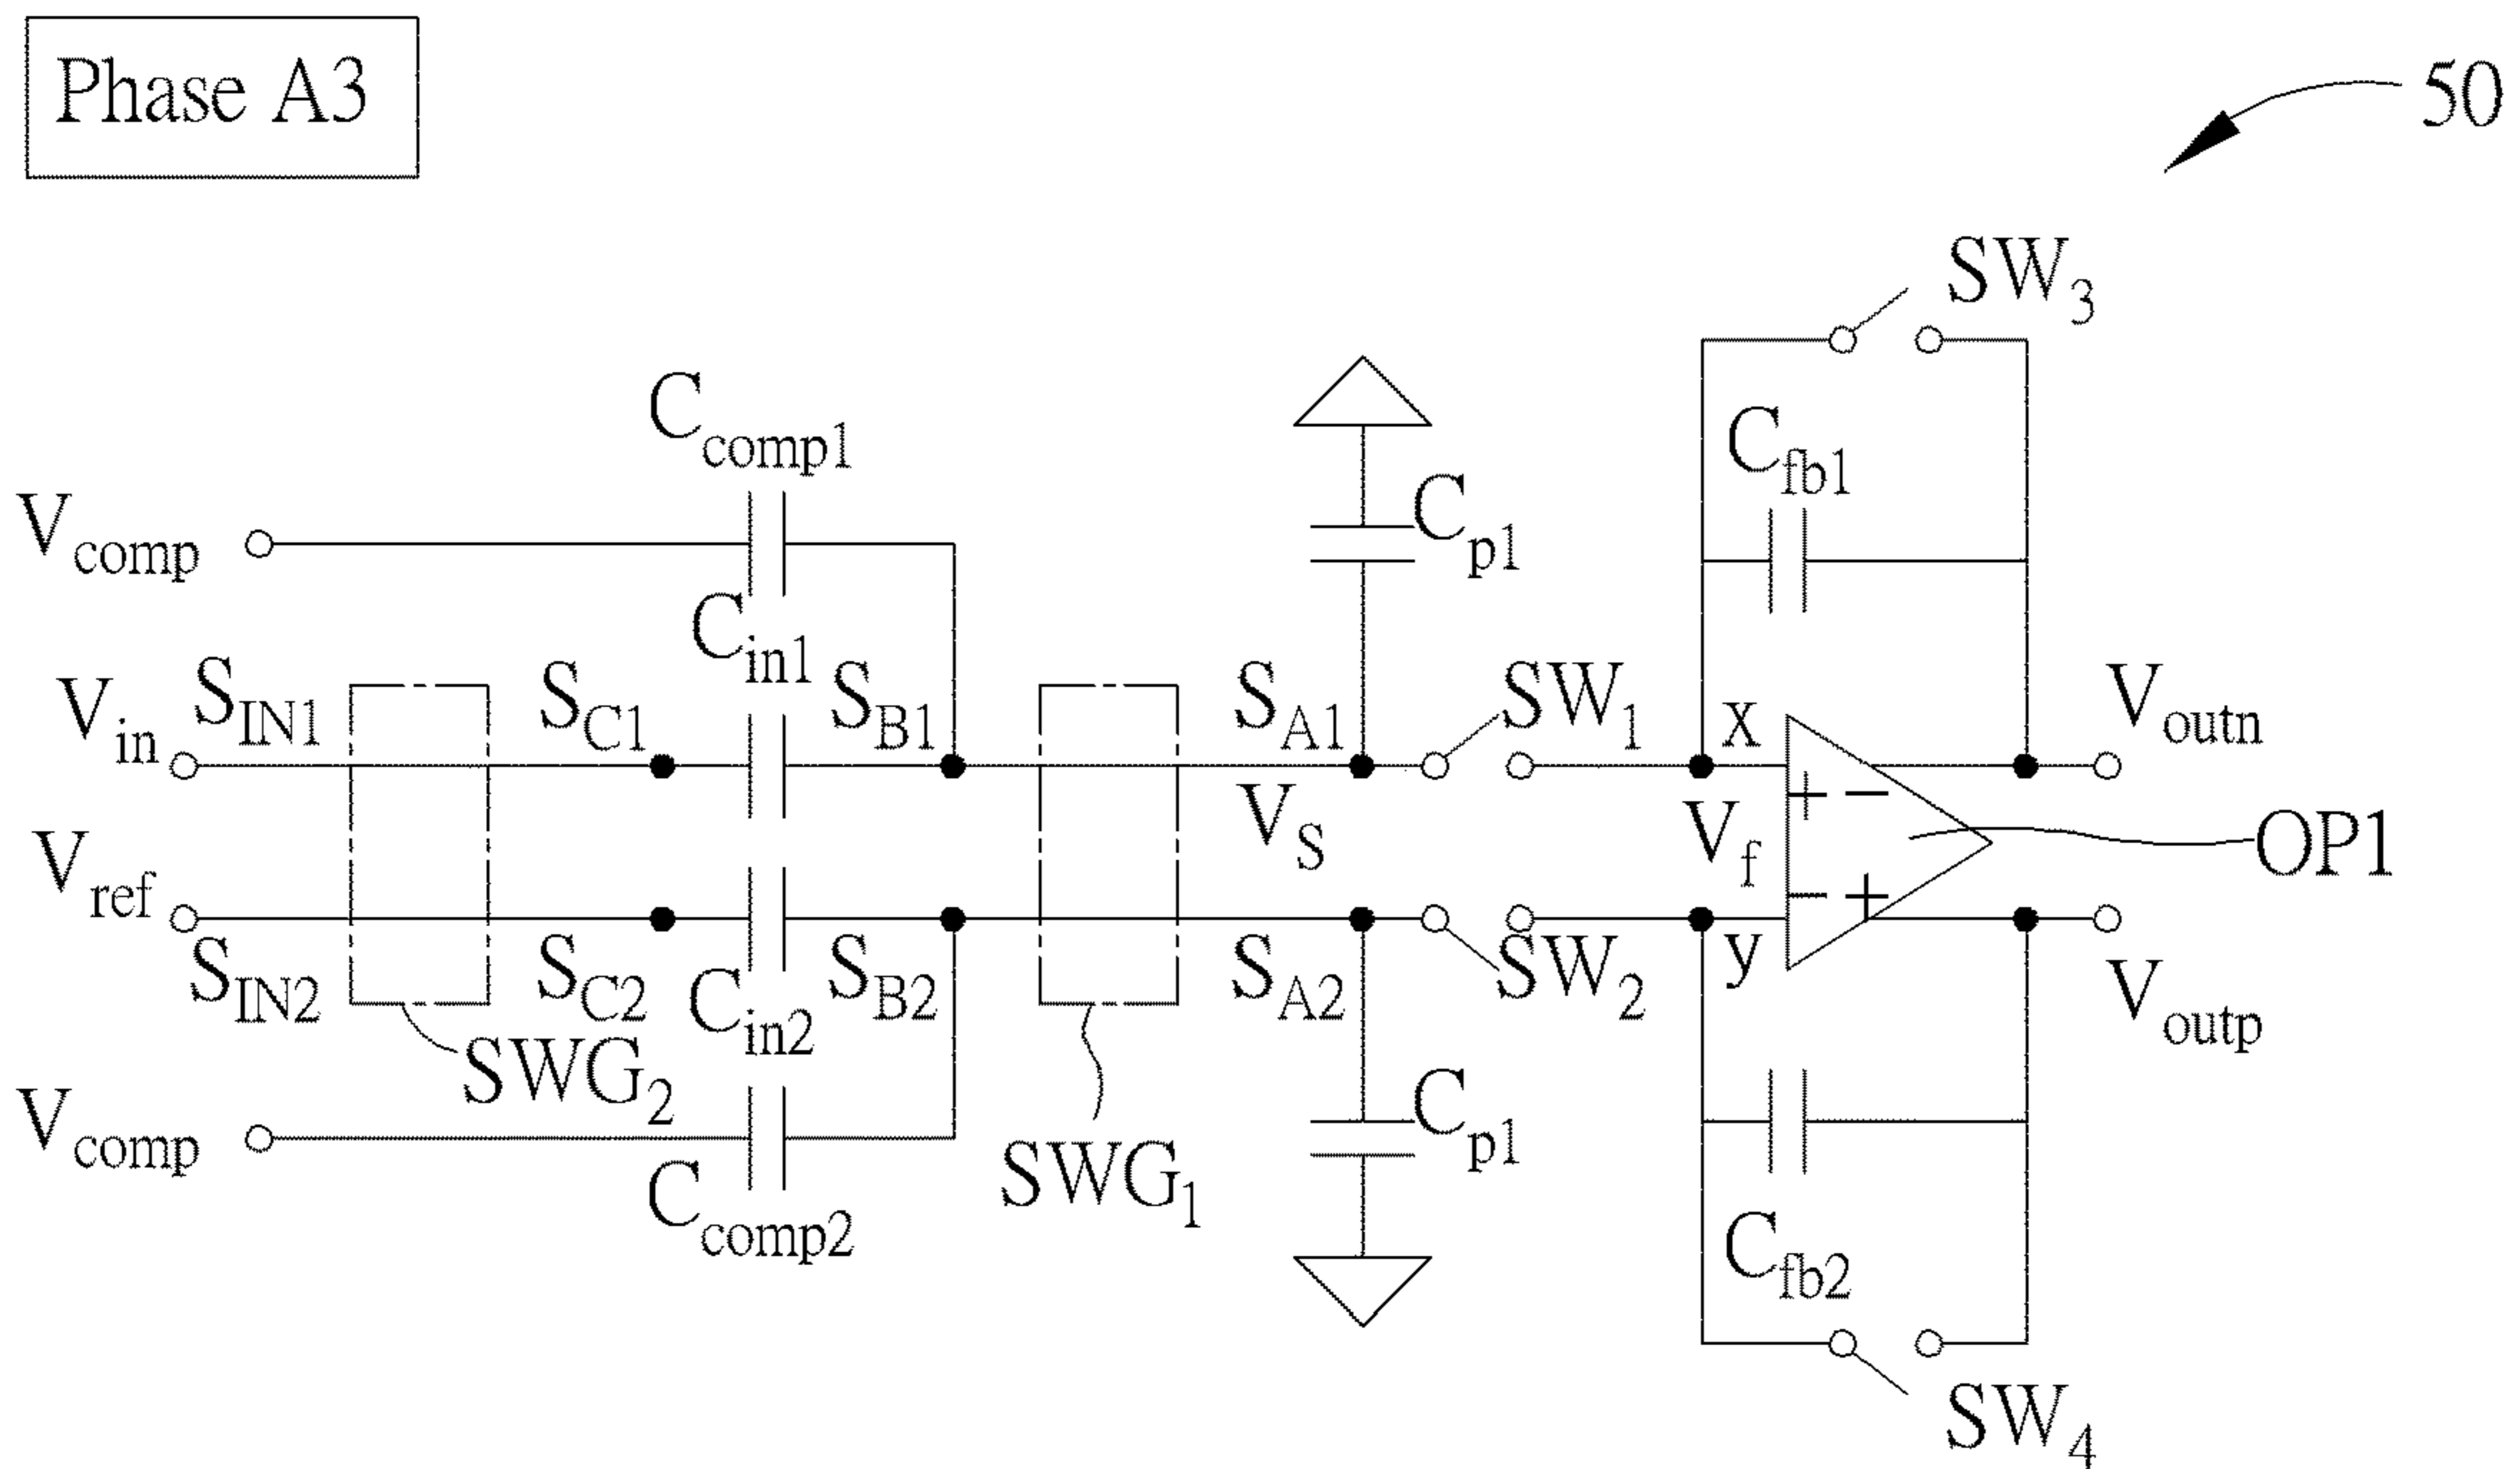 Phase A3
50
SW3
Ccomp1
Cfb1
Vcomp
Cp1
Cin1
Vin
SIN1
SC1
SB1
SA1
SW1
x
Voutn
VS
Vf
+ −
OP1
Vref
− +
SIN2
SC2
Cin2
SB2
SA2
SW2
y
Voutp
SWG2
Vcomp
Cp1
SWG1
Ccomp2
Cfb2
SW4